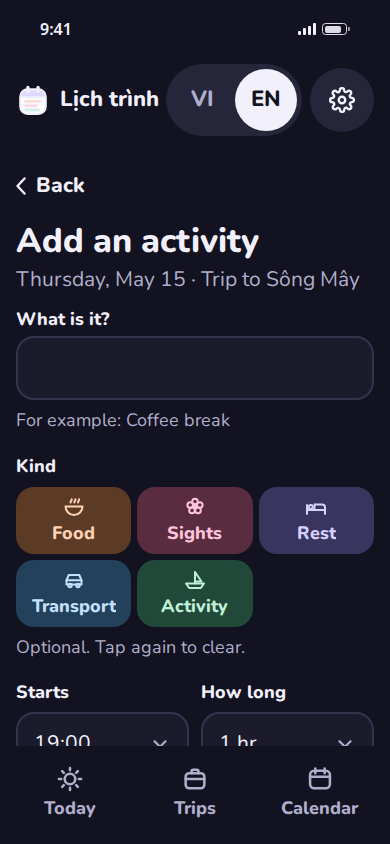 9:41
Lịch trình
VI
EN
Back
Add an activity
Thursday, May 15 · Trip to Sông Mây
What is it?
For example: Coffee break
Kind
Food
Sights
Rest
Transport
Activity
Optional. Tap again to clear.
Starts
How long
19:00
1 hr
Today
Trips
Calendar